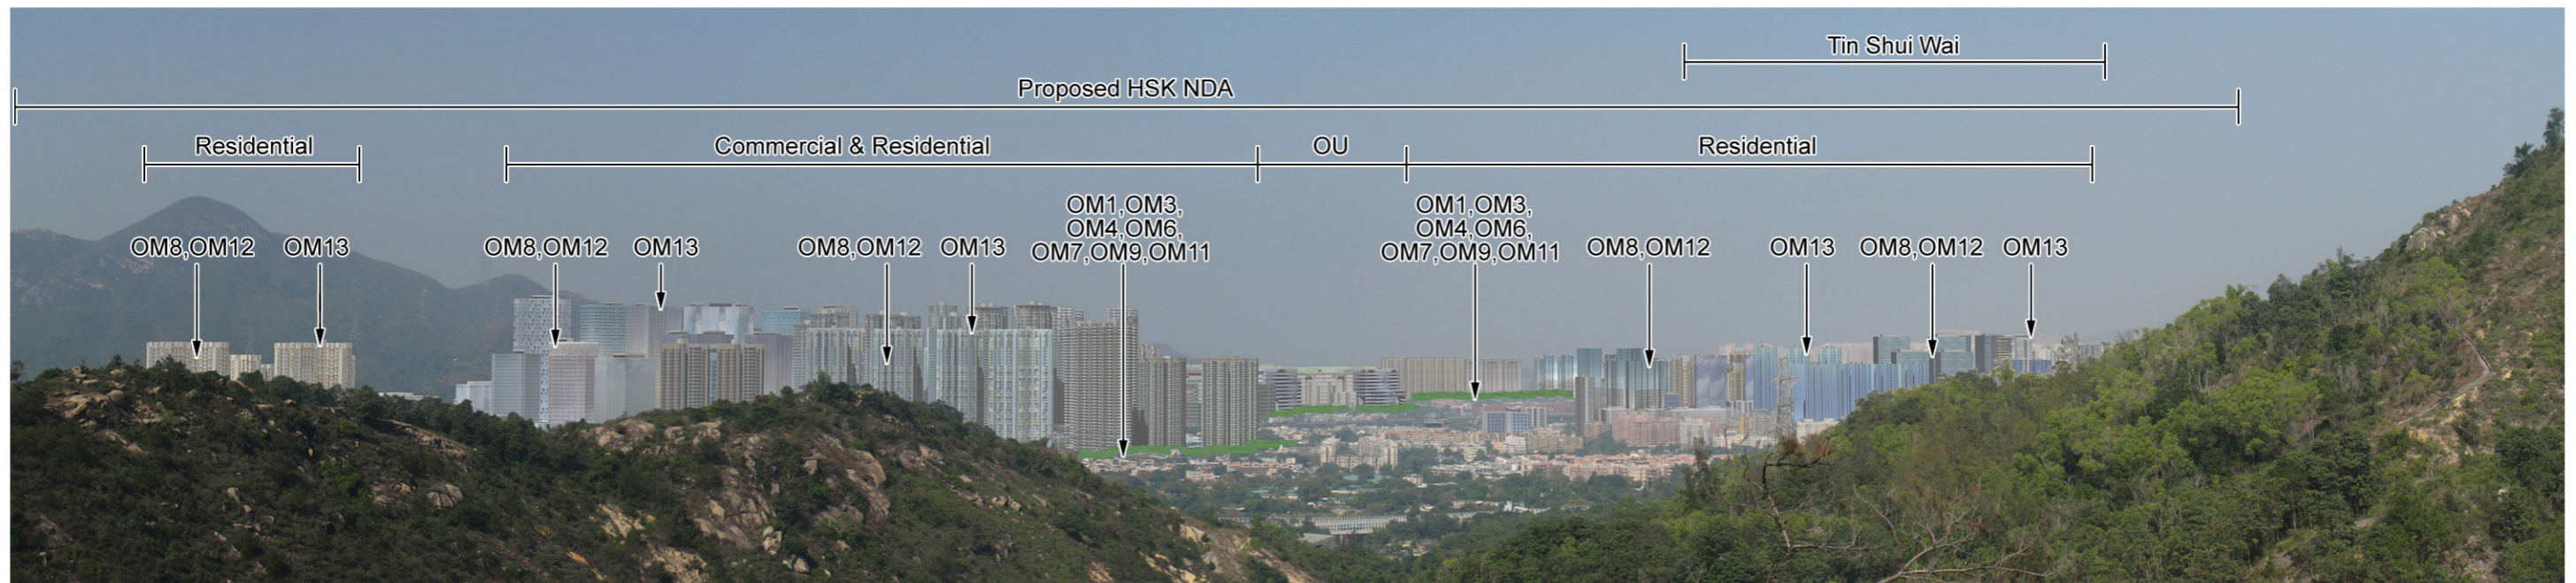 Tin Shui Wai
Proposed HSK NDA
Residential
Commercial & Residential
OU
Residential
OM8,OM12
OM13
OM8,OM12
OM13
OM8,OM12
OM13
OM1,OM3,
OM4,OM6,
OM7,OM9,OM11
OM1,OM3,
OM4,OM6,
OM7,OM9,OM11
OM8,OM12
OM13
OM8,OM12
OM13